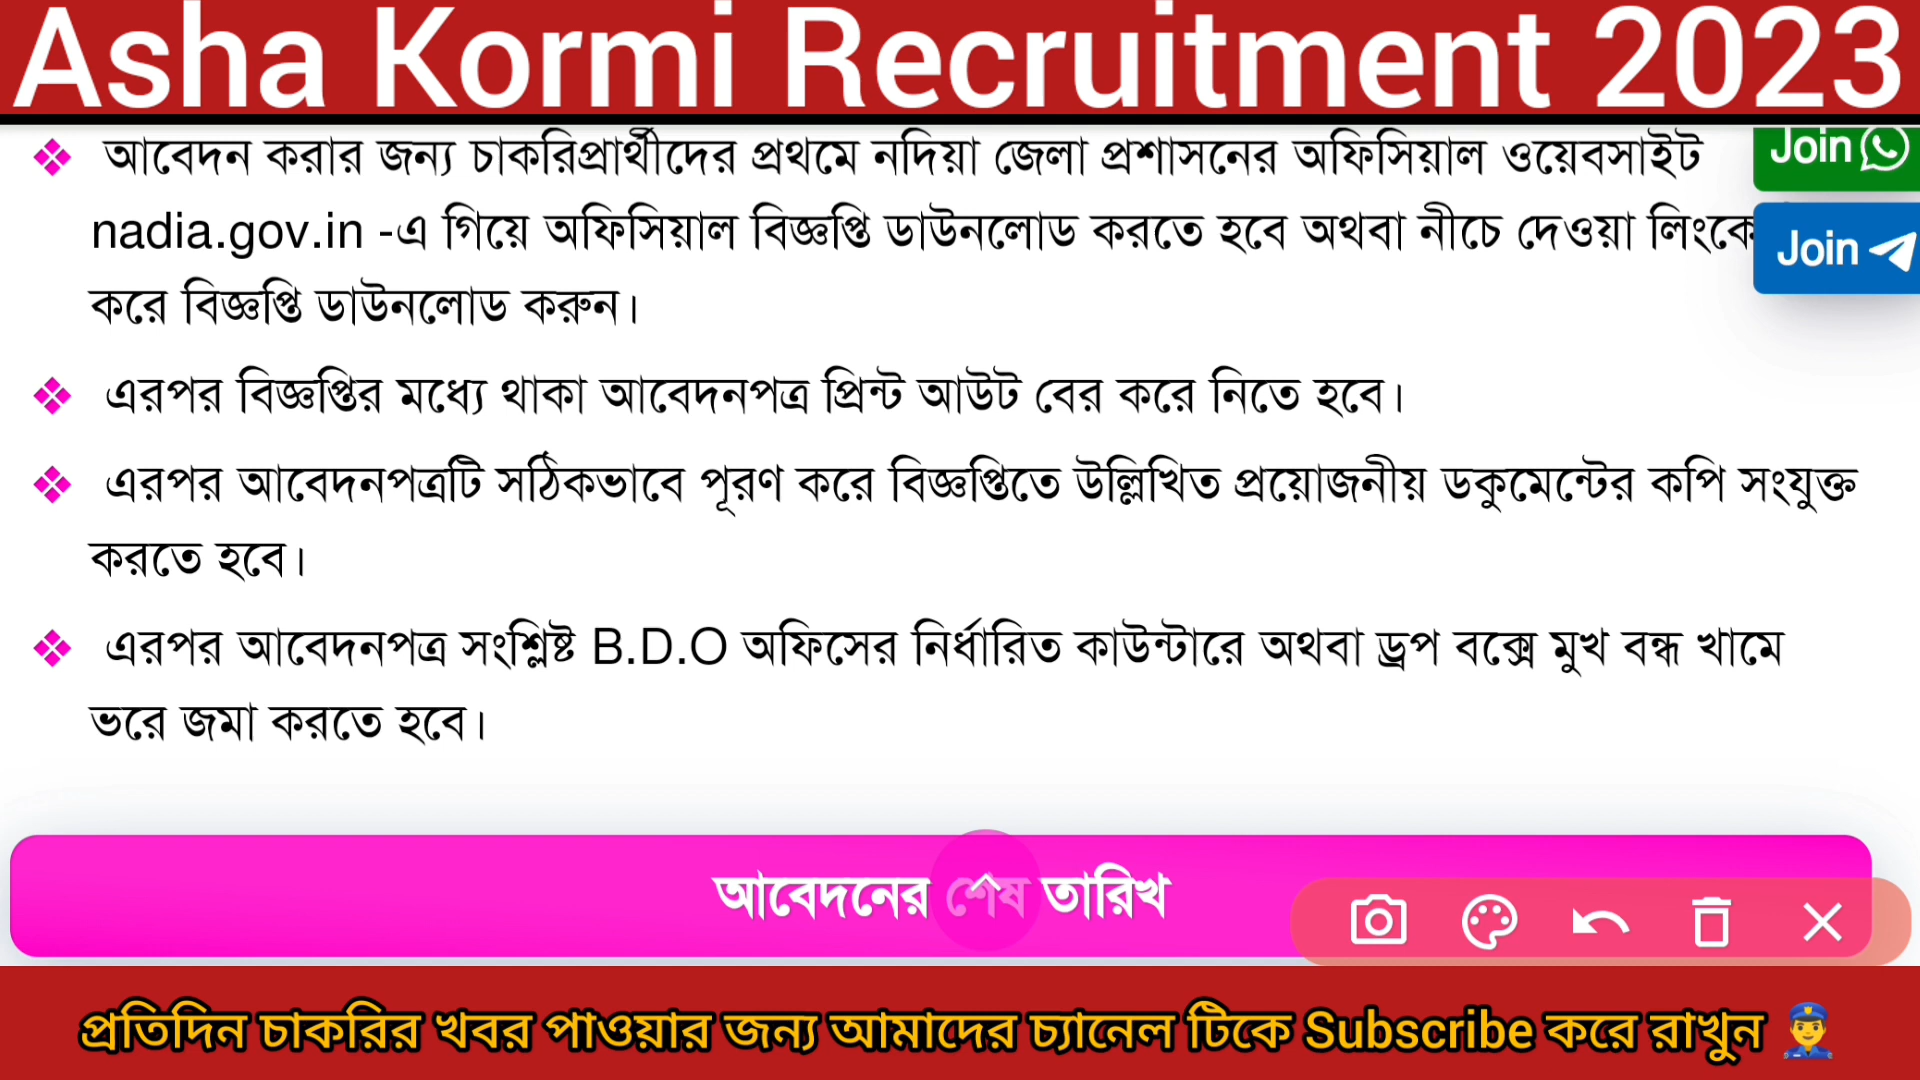 Asha Kormi Recruitment 2023
❖ আবেদন করার জন্য চাকরিপ্রার্থীদের প্রথমে নদিয়া জেলা প্রশাসনের অফিসিয়াল ওয়েবসাইট
Join
nadia.gov.in -এ গিয়ে অফিসিয়াল বিজ্ঞপ্তি ডাউনলোড করতে হবে অথবা নীচে দেওয়া লিংকে
Join
করে বিজ্ঞপ্তি ডাউনলোড করুন।
❖ এরপর বিজ্ঞপ্তির মধ্যে থাকা আবেদনপত্র প্রিন্ট আউট বের করে নিতে হবে।
❖ এরপর আবেদনপত্রটি সঠিকভাবে পূরণ করে বিজ্ঞপ্তিতে উল্লিখিত প্রয়োজনীয় ডকুমেন্টের কপি সংযুক্ত
করতে হবে।
❖ এরপর আবেদনপত্র সংশ্লিষ্ট B.D.O অফিসের নির্ধারিত কাউন্টারে অথবা ড্রপ বক্সে মুখ বন্ধ খামে
ভরে জমা করতে হবে।
আবেদনের শেষ তারিখ
প্রতিদিন চাকরির খবর পাওয়ার জন্য আমাদের চ্যানেল টিকে Subscribe করে রাখুন